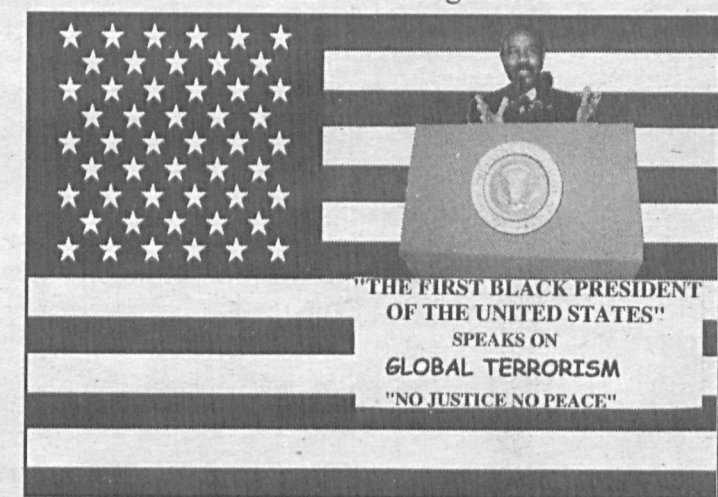 "THE FIRST BLACK PRESIDENT
OF THE UNITED STATES"
SPEAKS ON
GLOBAL TERRORISM
"NO JUSTICE NO PEACE"